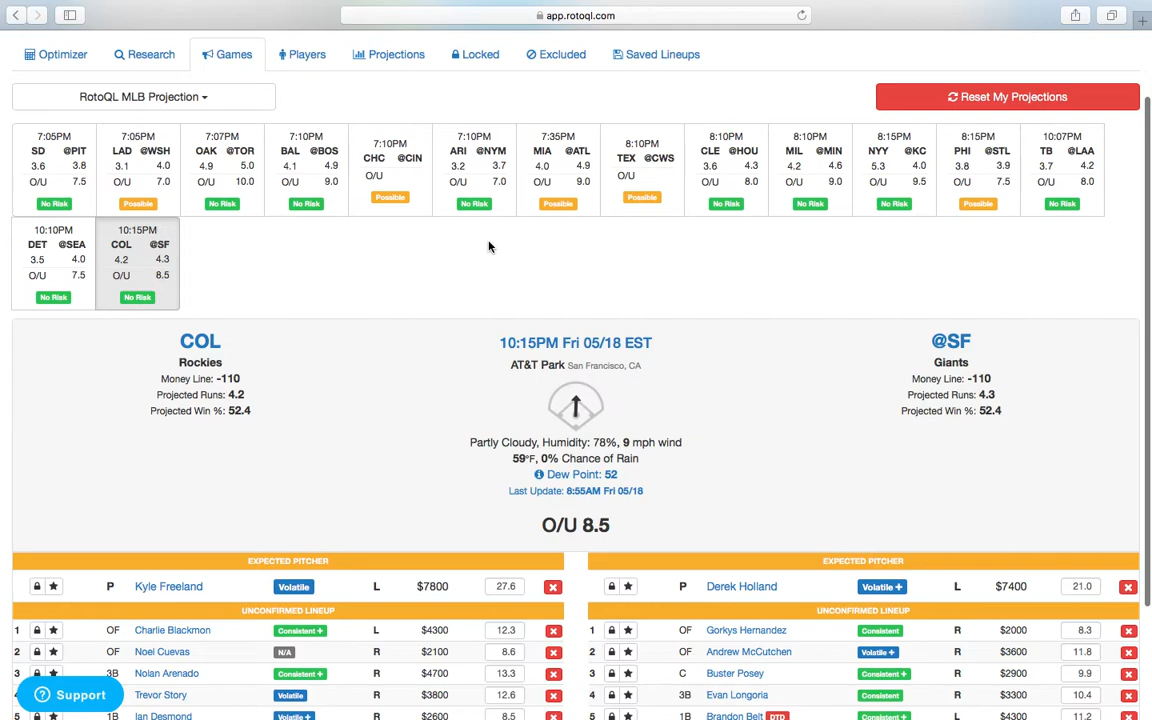 app.rotoql.com
Optimizer Research Games Players Projections Locked Excluded Saved Lineups
RotoQL MLB Projection
Reset My Projections
7:05PM 7:05PM 7:07PM 7:10PM 7:10PM 7:10PM 7:35PM 8:10PM 8:10PM 8:10PM 8:15PM 8:15PM 10:07PM
SD @PIT LAD @WSH OAK @TOR BAL @BOS CHC @CIN ARI @NYM MIA @ATL TEX @CWS CLE @HOU MIL @MIN NYY @KC PHI @STL TB @LAA
3.6 3.8 3.1 4.0 4.9 5.0 4.1 4.9 3.2 3.7 4.0 4.9 3.6 4.3 4.2 4.6 5.3 4.0 3.8 3.9 3.7 4.2
O/U 7.5 O/U 7.0 O/U 10.0 O/U 9.0 O/U O/U 7.0 O/U 9.0 O/U O/U 8.0 O/U 9.0 O/U 9.5 O/U 7.5 O/U 8.0
No Risk Possible No Risk No Risk Possible No Risk Possible Possible No Risk No Risk No Risk Possible No Risk
10:10PM 10:15PM
DET @SEA COL @SF
3.5 4.0 4.2 4.3
O/U 7.5 O/U 8.5
No Risk No Risk
COL 10:15PM Fri 05/18 EST @SF
Rockies AT&T Park San Francisco, CA Giants
Money Line: -110 Money Line: -110
Projected Runs: 4.2 Projected Runs: 4.3
Projected Win %: 52.4 Projected Win %: 52.4
Partly Cloudy, Humidity: 78%, 9 mph wind
59°F, 0% Chance of Rain
Dew Point: 52
Last Update: 8:55AM Fri 05/18
O/U 8.5
EXPECTED PITCHER EXPECTED PITCHER
P Kyle Freeland Volatile L $7800 27.6 P Derek Holland Volatile + L $7400 21.0
UNCONFIRMED LINEUP UNCONFIRMED LINEUP
1 OF Charlie Blackmon Consistent + L $4300 12.3 1 OF Gorkys Hernandez Consistent R $2000 8.3
2 OF Noel Cuevas N/A R $2100 8.6 2 OF Andrew McCutchen Volatile + R $3600 11.8
3 3B Nolan Arenado Consistent + R $4700 13.3 3 C Buster Posey Consistent + R $2900 9.9
Trevor Story Volatile R $3800 12.6 4 3B Evan Longoria Consistent R $3300 10.4
5 1B Ian Desmond Volatile + R $2600 8.5 5 1B Brandon Belt DTD Consistent + L $4300 11.2
Support